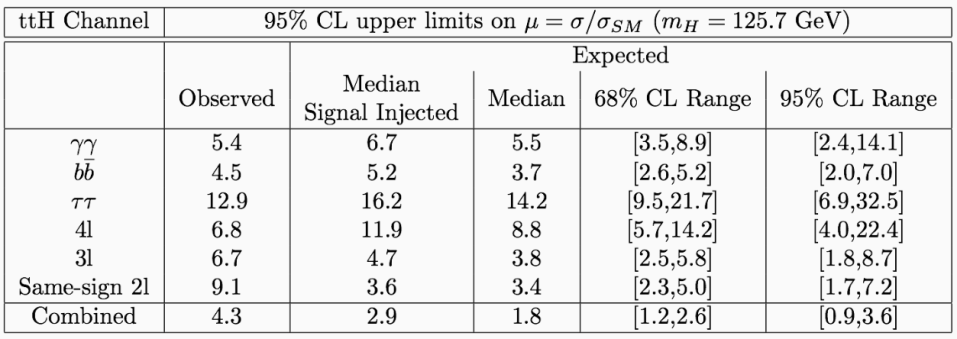 ttH Channel 95% CL upper limits on μ = σ/σ_SM (m_H = 125.7 GeV)
Expected
Observed Median Signal Injected Median 68% CL Range 95% CL Range
γγ 5.4 6.7 5.5 [3.5,8.9] [2.4,14.1]
bb̅ 4.5 5.2 3.7 [2.6,5.2] [2.0,7.0]
ττ 12.9 16.2 14.2 [9.5,21.7] [6.9,32.5]
4l 6.8 11.9 8.8 [5.7,14.2] [4.0,22.4]
3l 6.7 4.7 3.8 [2.5,5.8] [1.8,8.7]
Same-sign 2l 9.1 3.6 3.4 [2.3,5.0] [1.7,7.2]
Combined 4.3 2.9 1.8 [1.2,2.6] [0.9,3.6]